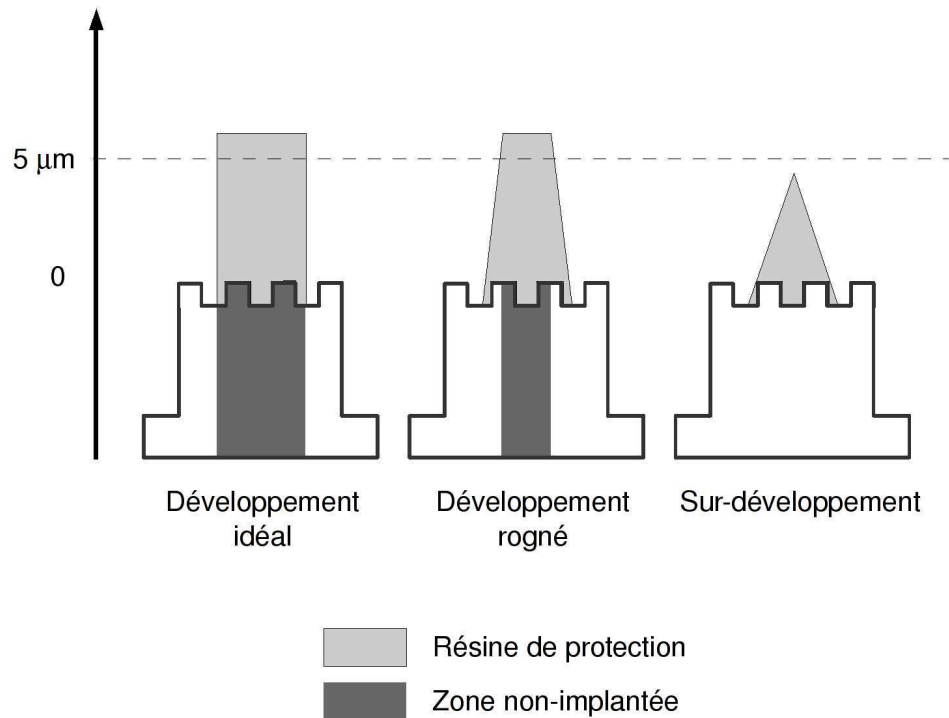 5 μm
0
Développement
idéal
Développement
rogné
Sur-développement
Résine de protection
Zone non-implantée